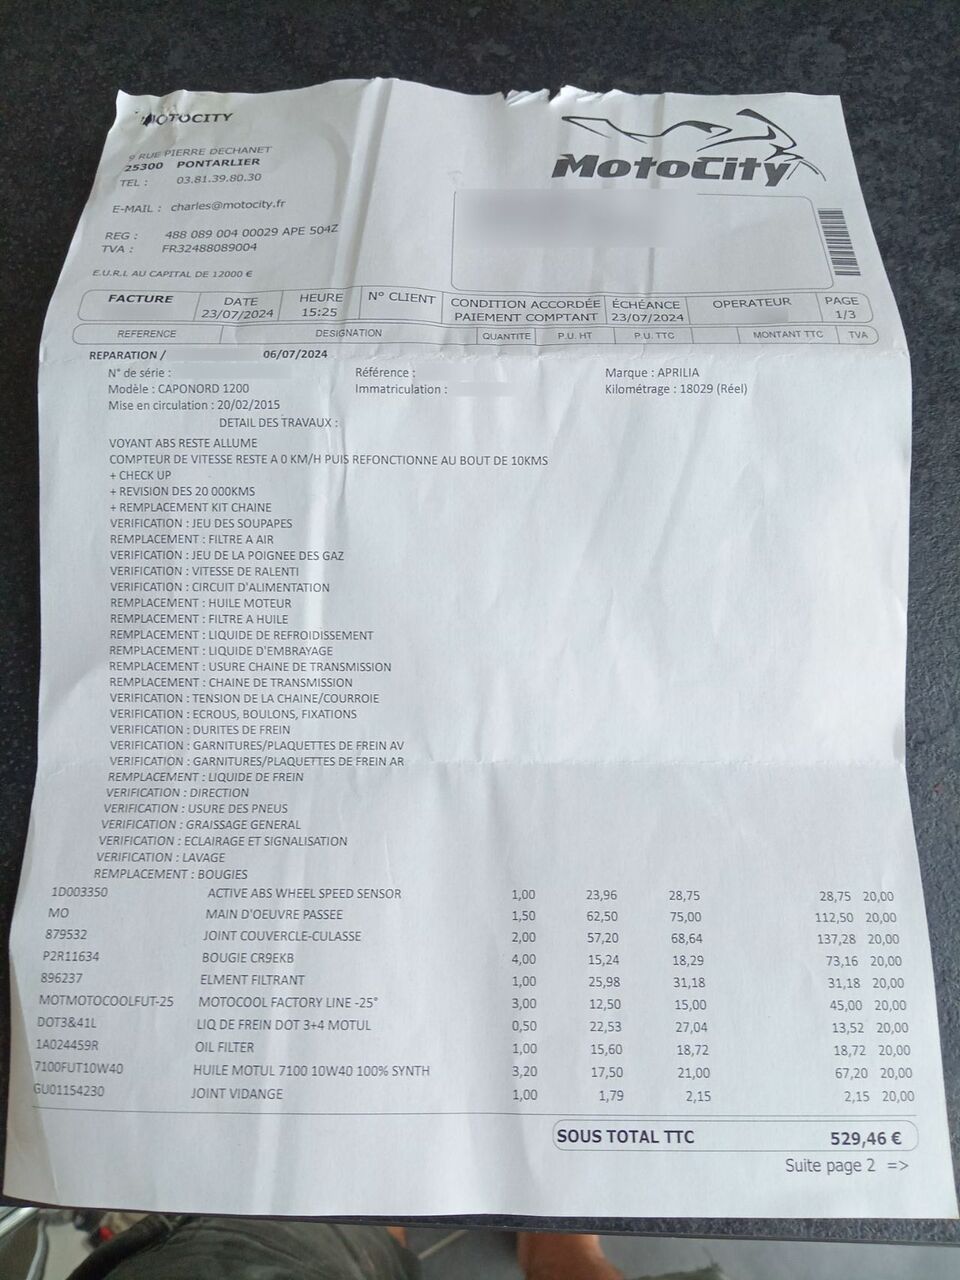 MOTOCITY
MotoCity
9 RUE PIERRE DECHANET
25300 PONTARLIER
TEL : 03.81.39.80.30
E-MAIL : charles@motocity.fr
REG : 488 089 004 00029 APE 504Z
TVA : FR32488089004
E.U.R.L AU CAPITAL DE 12000 €
FACTURE DATE HEURE N° CLIENT CONDITION ACCORDÉE ÉCHÉANCE OPERATEUR PAGE
23/07/2024 15:25 PAIEMENT COMPTANT 23/07/2024 1/3
REFERENCE DESIGNATION QUANTITE P.U. HT P.U. TTC MONTANT TTC TVA
REPARATION / 06/07/2024
N° de série : Référence : Marque : APRILIA
Modèle : CAPONORD 1200 Immatriculation : Kilométrage : 18029 (Réel)
Mise en circulation : 20/02/2015
DETAIL DES TRAVAUX :
VOYANT ABS RESTE ALLUME
COMPTEUR DE VITESSE RESTE A 0 KM/H PUIS REFONCTIONNE AU BOUT DE 10KMS
+ CHECK UP
+ REVISION DES 20 000KMS
+ REMPLACEMENT KIT CHAINE
VERIFICATION : JEU DES SOUPAPES
REMPLACEMENT : FILTRE A AIR
VERIFICATION : JEU DE LA POIGNEE DES GAZ
VERIFICATION : VITESSE DE RALENTI
VERIFICATION : CIRCUIT D'ALIMENTATION
REMPLACEMENT : HUILE MOTEUR
REMPLACEMENT : FILTRE A HUILE
REMPLACEMENT : LIQUIDE DE REFROIDISSEMENT
REMPLACEMENT : LIQUIDE D'EMBRAYAGE
REMPLACEMENT : USURE CHAINE DE TRANSMISSION
REMPLACEMENT : CHAINE DE TRANSMISSION
VERIFICATION : TENSION DE LA CHAINE/COURROIE
VERIFICATION : ECROUS, BOULONS, FIXATIONS
VERIFICATION : DURITES DE FREIN
VERIFICATION : GARNITURES/PLAQUETTES DE FREIN AV
VERIFICATION : GARNITURES/PLAQUETTES DE FREIN AR
REMPLACEMENT : LIQUIDE DE FREIN
VERIFICATION : DIRECTION
VERIFICATION : USURE DES PNEUS
VERIFICATION : GRAISSAGE GENERAL
VERIFICATION : ECLAIRAGE ET SIGNALISATION
VERIFICATION : LAVAGE
REMPLACEMENT : BOUGIES
1D003350 ACTIVE ABS WHEEL SPEED SENSOR 1,00 23,96 28,75 28,75 20,00
MO MAIN D'OEUVRE PASSEE 1,50 62,50 75,00 112,50 20,00
879532 JOINT COUVERCLE-CULASSE 2,00 57,20 68,64 137,28 20,00
P2R11634 BOUGIE CR9EKB 4,00 15,24 18,29 73,16 20,00
896237 ELMENT FILTRANT 1,00 25,98 31,18 31,18 20,00
MOTMOTOCOOLFUT-25 MOTOCOOL FACTORY LINE -25° 3,00 12,50 15,00 45,00 20,00
DOT3&41L LIQ DE FREIN DOT 3+4 MOTUL 0,50 22,53 27,04 13,52 20,00
1A024459R OIL FILTER 1,00 15,60 18,72 18,72 20,00
7100FUT10W40 HUILE MOTUL 7100 10W40 100% SYNTH 3,20 17,50 21,00 67,20 20,00
GU01154230 JOINT VIDANGE 1,00 1,79 2,15 2,15 20,00
SOUS TOTAL TTC 529,46 €
Suite page 2 =>